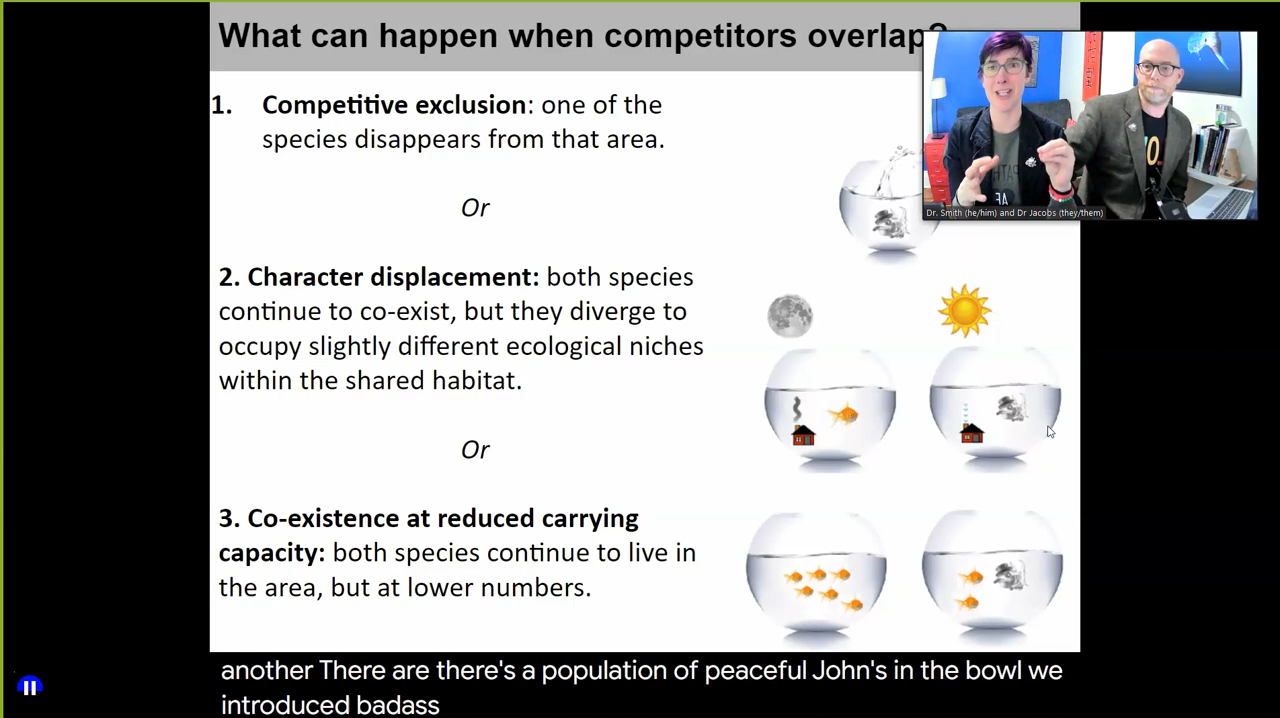 What can happen when competitors overlap?
1. Competitive exclusion: one of the
species disappears from that area.
Or
2. Character displacement: both species
continue to co-exist, but they diverge to
occupy slightly different ecological niches
within the shared habitat.
Or
3. Co-existence at reduced carrying
capacity: both species continue to live in
the area, but at lower numbers.
Dr. Smith (he/him) and Dr Jacobs (they/them)
another There are there's a population of peaceful John's in the bowl we
introduced badass